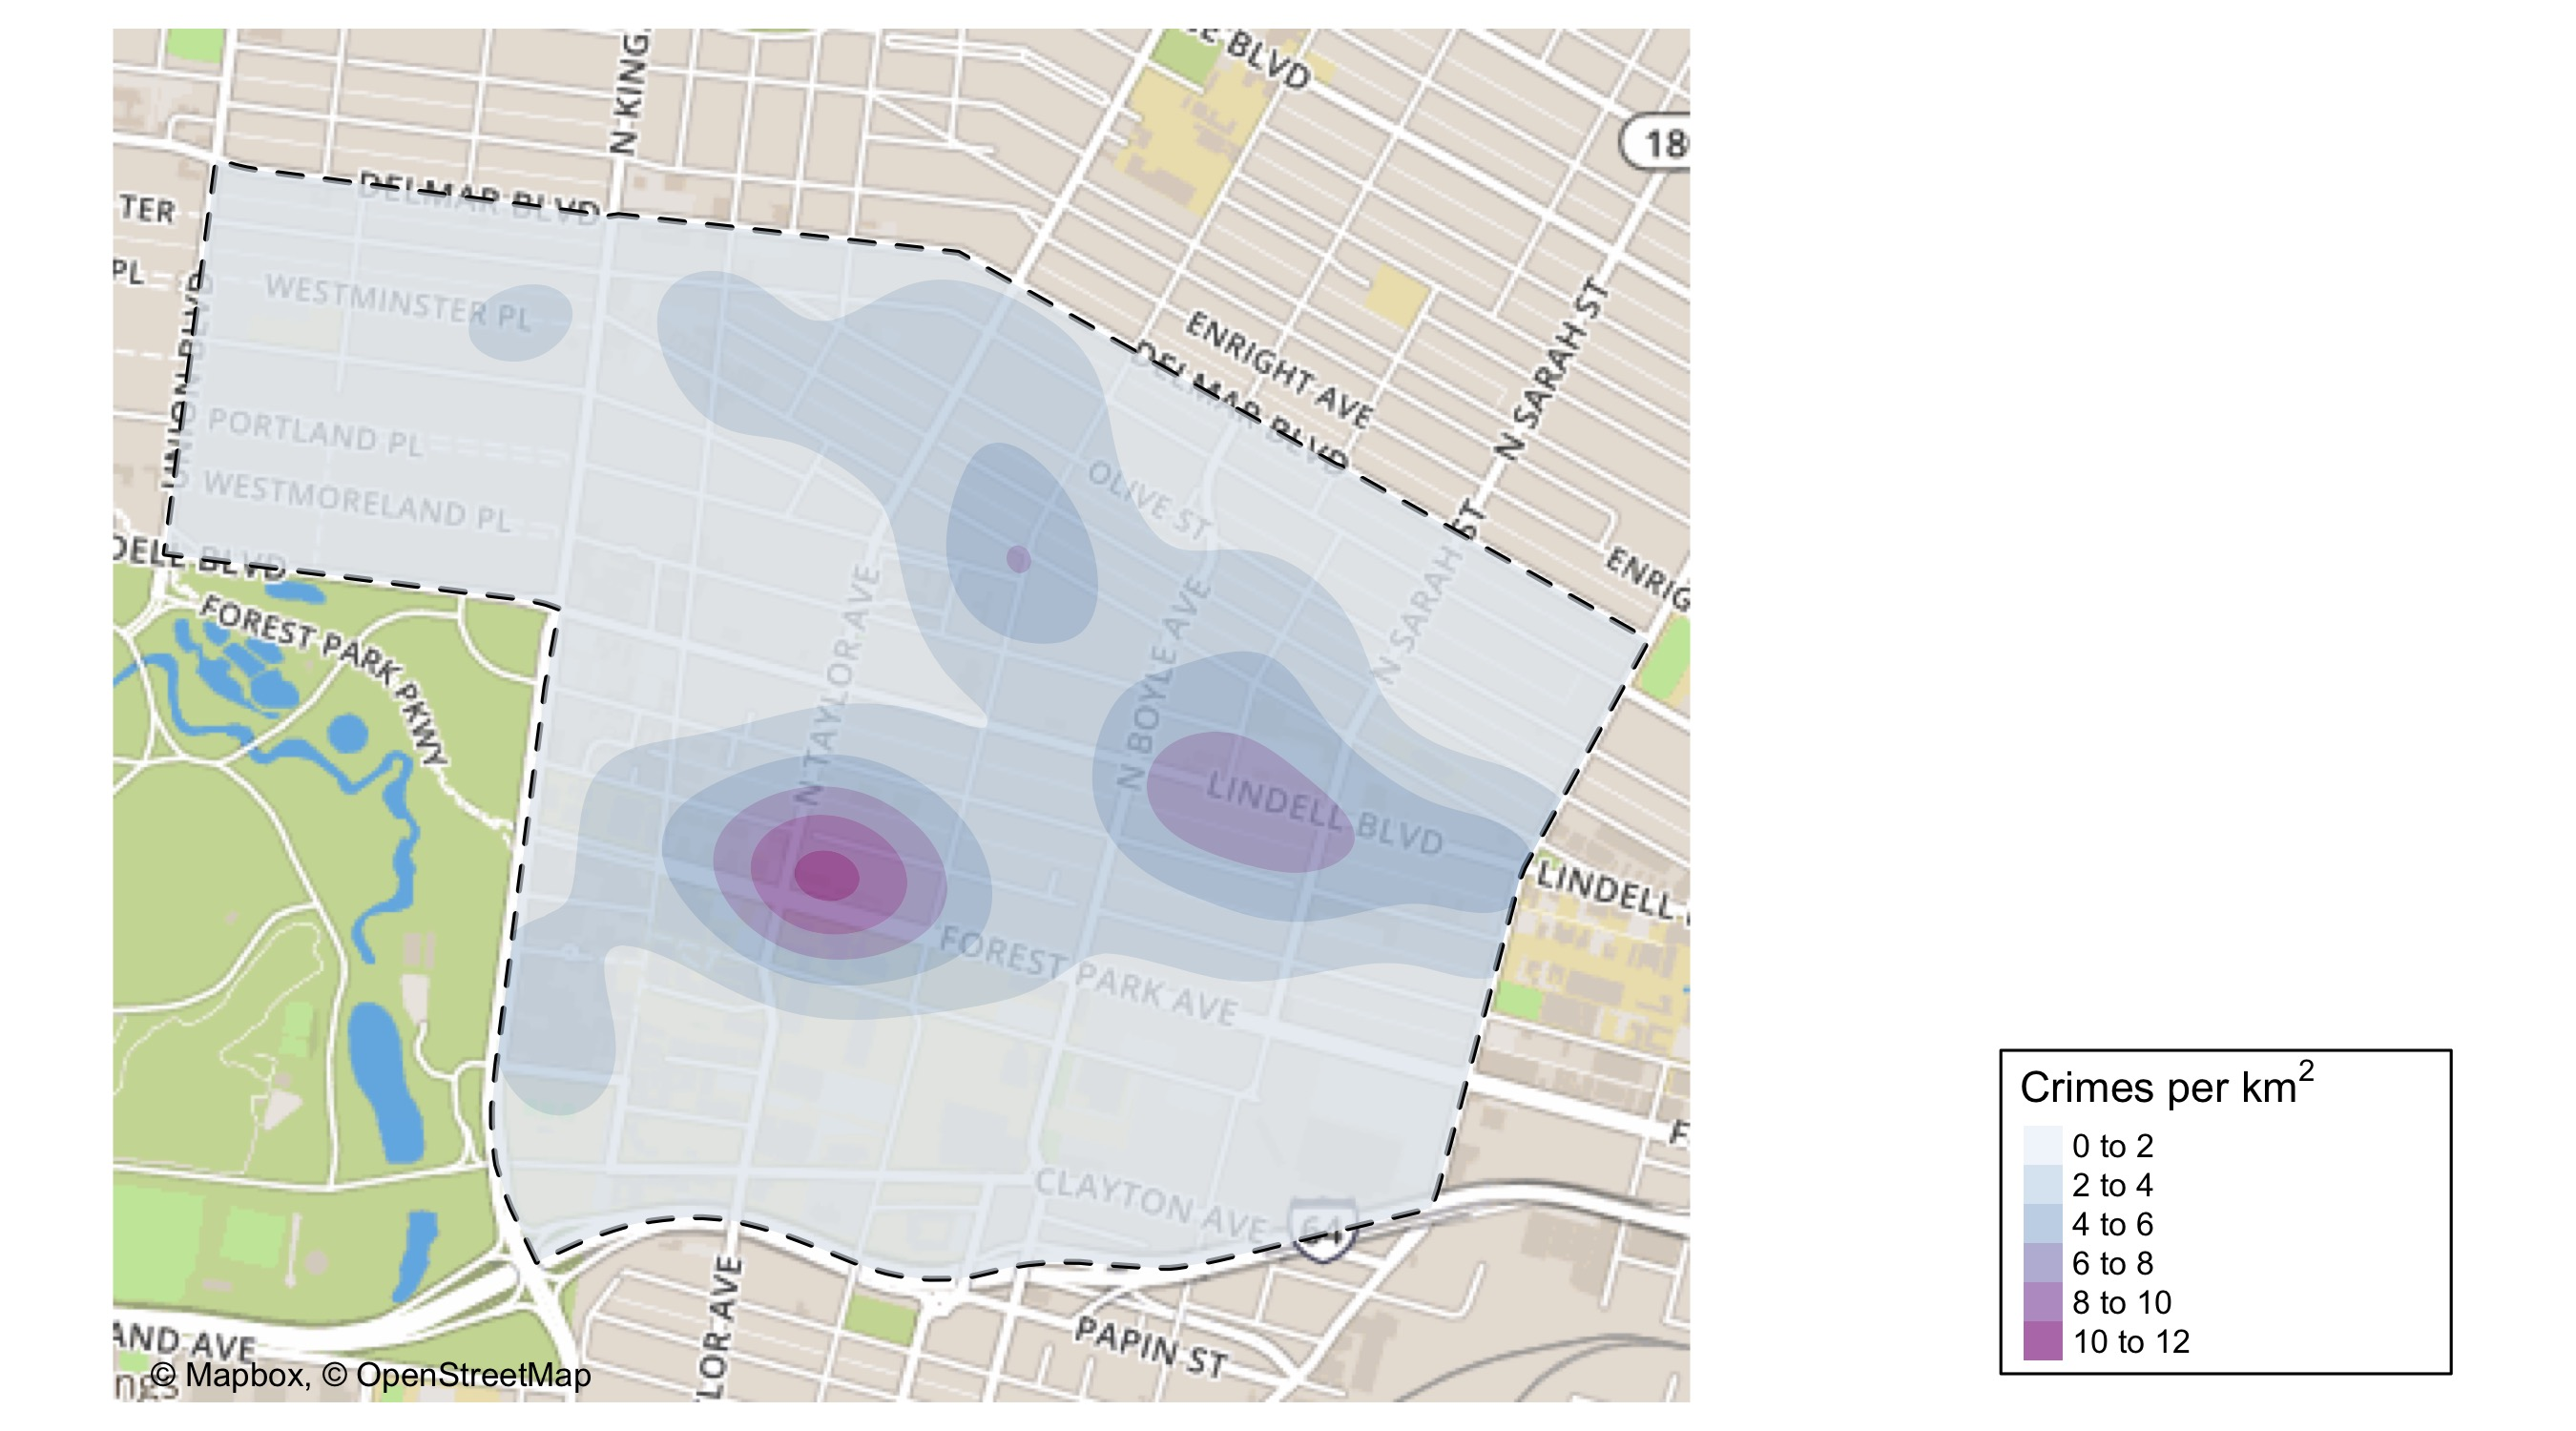 BLVD
N KING
18
TER
DELMAR BLVD
PL
WESTMINSTER PL
ENRIGHT AVE
N SARAH ST
DELMAR BLVD
PORTLAND PL
OLIVE ST
WESTMORELAND PL
DELL BLVD
N SARAH ST
ENRIG
FOREST PARK PKWY
N TAYLOR AVE
N BOYLE AVE
LINDELL BLVD
LINDELL
FOREST PARK AVE
F
CLAYTON AVE
64
LOR AVE
PAPIN ST
AND AVE
© Mapbox, © OpenStreetMap
Crimes per km²
0 to 2
2 to 4
4 to 6
6 to 8
8 to 10
10 to 12